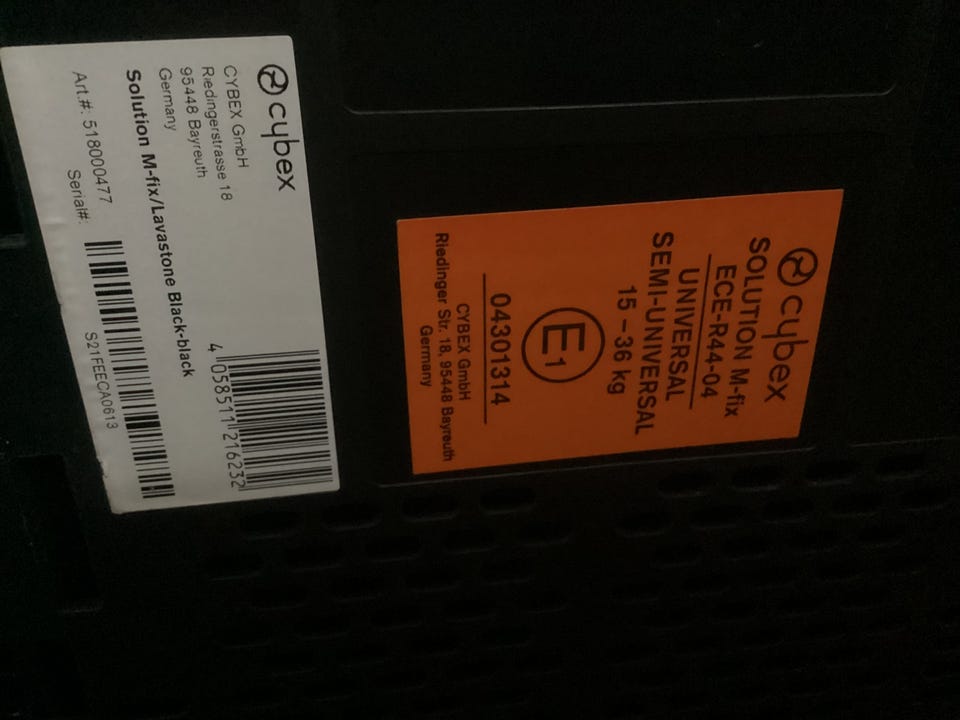 cybex
CYBEX GmbH
Riedingerstrasse 18
95448 Bayreuth
Germany
Solution M-fix/Lavastone Black-black
Art.#: 518000477
Serial#:
S21FEECA0613
4 058511 216232
cybex
SOLUTION M-fix
ECE-R44-04
UNIVERSAL
SEMI-UNIVERSAL
15 – 36 kg
E1
04301314
CYBEX GmbH
Riedinger Str. 18, 95448 Bayreuth
Germany